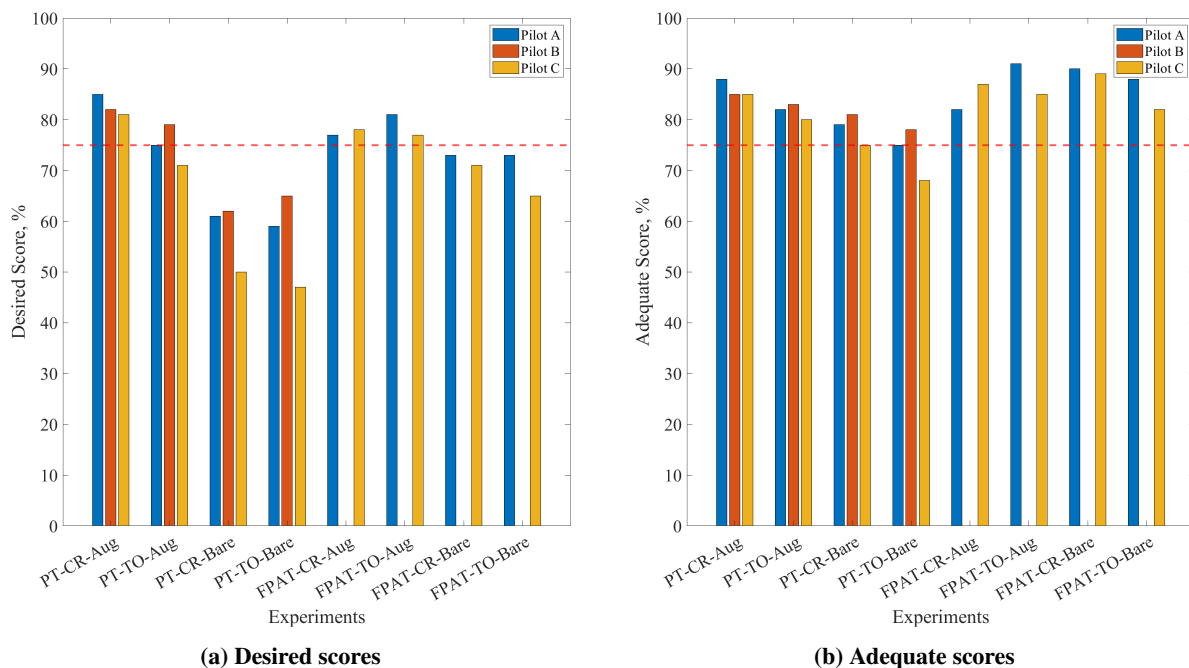 100
90
80
70
60
50
40
30
20
10
0
Desired Score, %
Pilot A
Pilot B
Pilot C
PT-CR-Aug
PT-TO-Aug
PT-CR-Bare
PT-TO-Bare
FPAT-CR-Aug
FPAT-TO-Aug
FPAT-CR-Bare
FPAT-TO-Bare
Experiments
(a) Desired scores
100
90
80
70
60
50
40
30
20
10
0
Adequate Score, %
Pilot A
Pilot B
Pilot C
PT-CR-Aug
PT-TO-Aug
PT-CR-Bare
PT-TO-Bare
FPAT-CR-Aug
FPAT-TO-Aug
FPAT-CR-Bare
FPAT-TO-Bare
Experiments
(b) Adequate scores